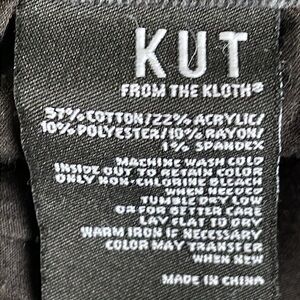 KUT
FROM THE KLOTH®
57% COTTON/22% ACRYLIC/
10% POLYESTER/10% RAYON/
1% SPANDEX
MACHINE WASH COLD
INSIDE OUT TO RETAIN COLOR
ONLY NON-CHLORINE BLEACH
WHEN NEEDED
TUMBLE DRY LOW
OR FOR BETTER CARE
LAY FLAT TO DRY
WARM IRON IF NECESSARY
COLOR MAY TRANSFER
WHEN NEW
MADE IN CHINA